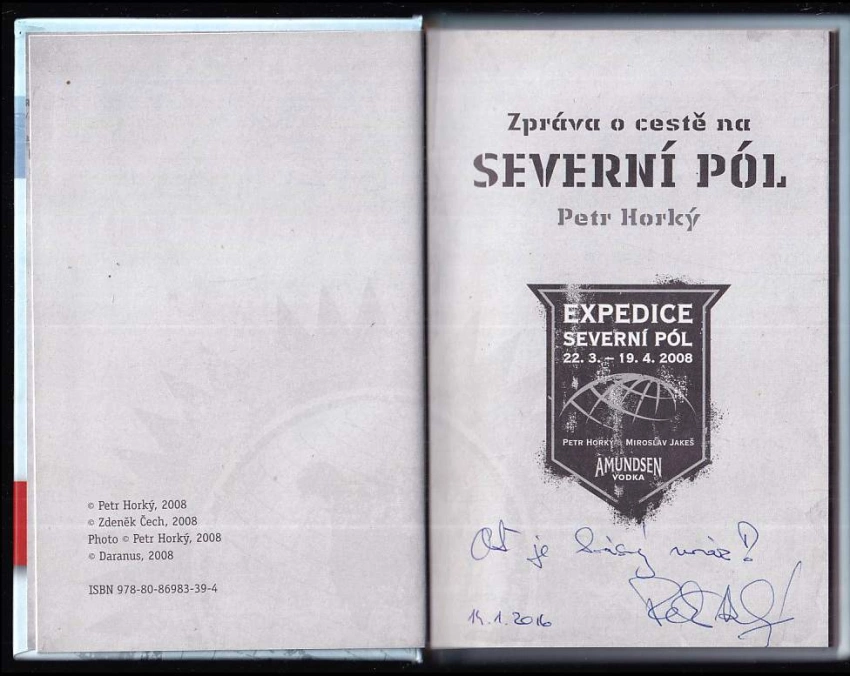 © Petr Horký, 2008
© Zdeněk Čech, 2008
Photo © Petr Horký, 2008
© Daranus, 2008
ISBN 978-80-86983-39-4
Zpráva o cestě na
SEVERNÍ PÓL
Petr Horký
EXPEDICE
SEVERNÍ PÓL
22. 3. – 19. 4. 2008
PETR HORKÝ MIROSLAV JAKEŠ
AMUNDSEN
VODKA
Ať je krásný mráz!
14.1.2016